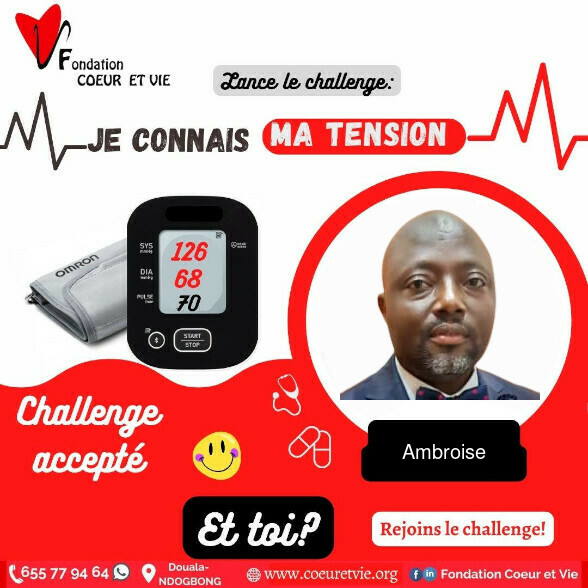 Fondation
COEUR ET VIE
Lance le challenge:
JE CONNAIS MA TENSION
OMRON
SYS
mmHg
126
DIA
mmHg
68
PULSE
70
START
STOP
Challenge
accepté
Ambroise
Et toi?
Rejoins le challenge!
655 77 94 64
Douala-
NDOGBONG
www.coeuretvie.org
Fondation Coeur et Vie